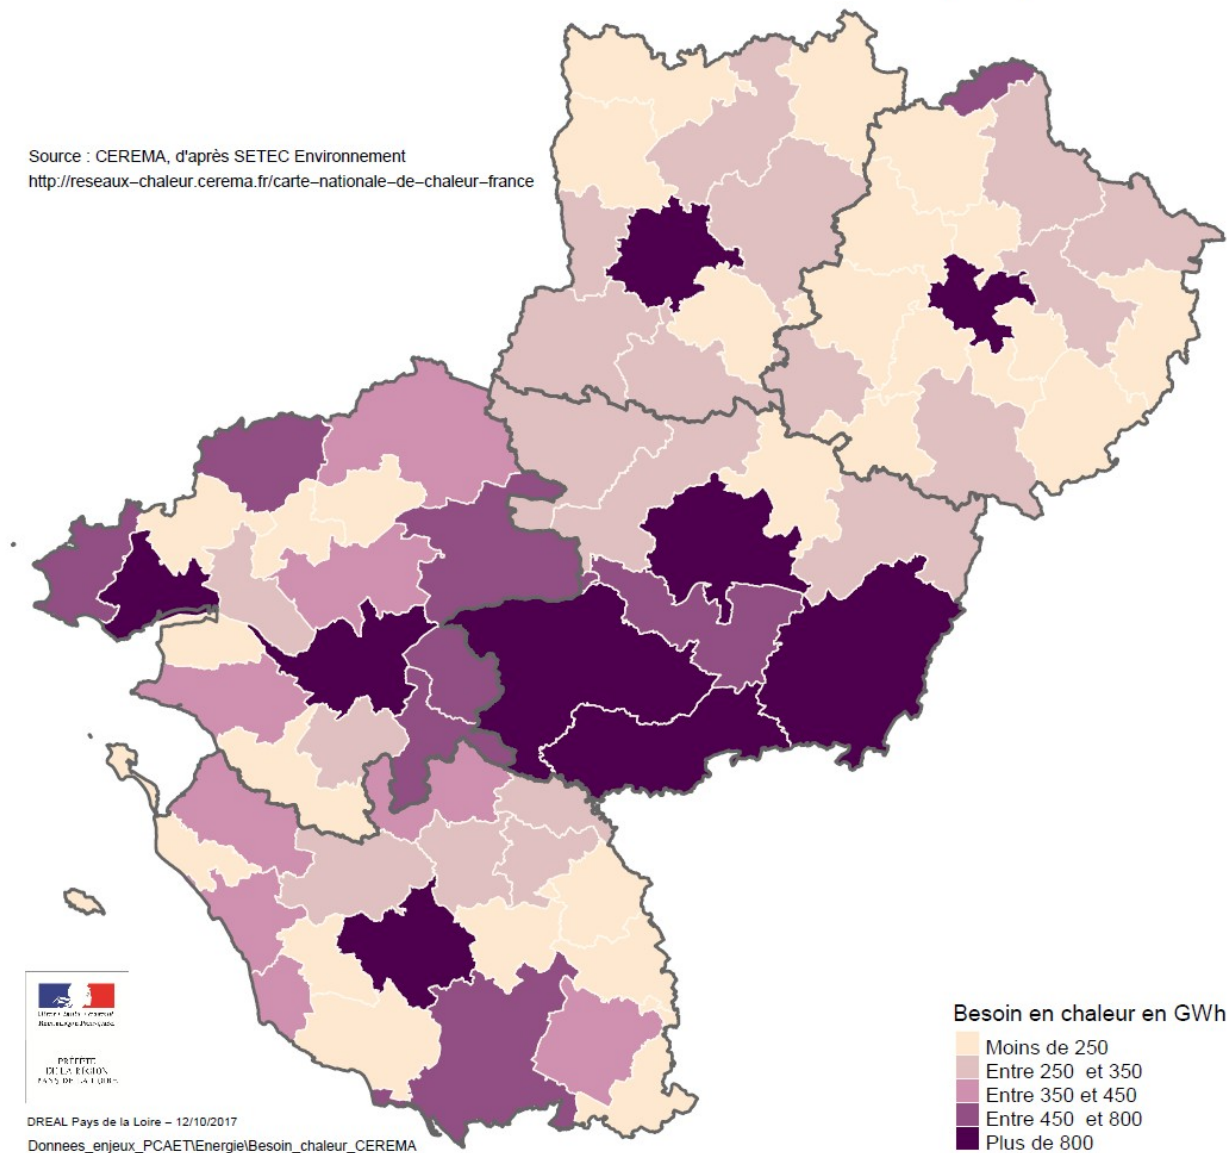 Source : CEREMA, d'après SETEC Environnement
http://reseaux–chaleur.cerema.fr/carte–nationale–de–chaleur–france
Besoin en chaleur en GWh
Moins de 250
Entre 250 et 350
Entre 350 et 450
Entre 450 et 800
Plus de 800
DREAL Pays de la Loire – 12/10/2017
Donnees_enjeux_PCAET\Energie\Besoin_chaleur_CEREMA